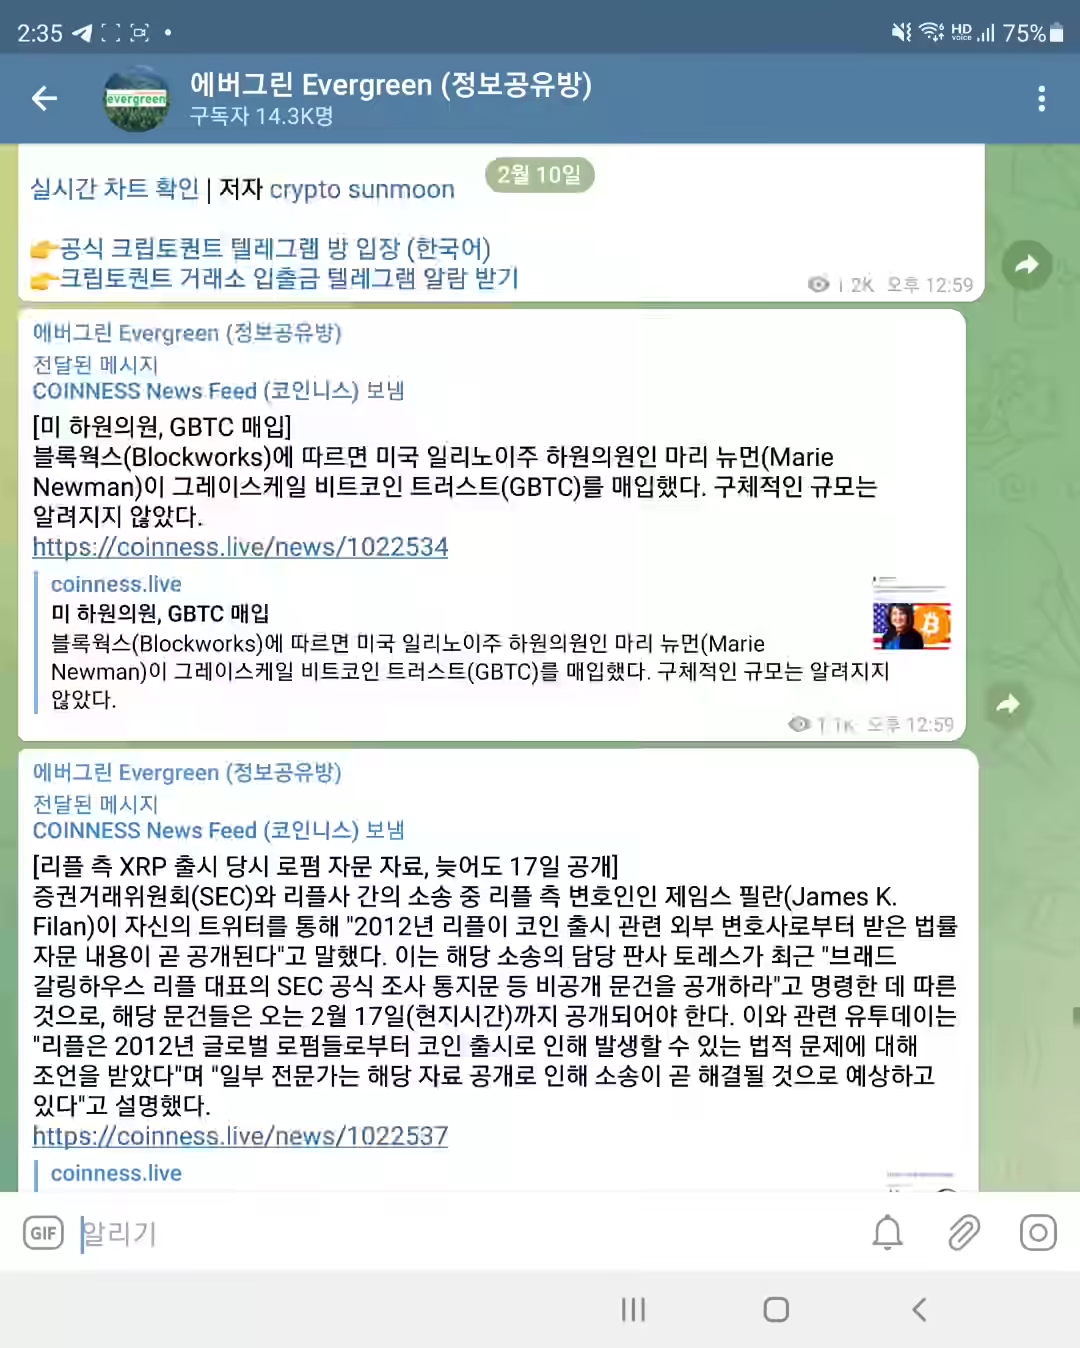 2:35
HD voice 75%
evergreen
에버그린 Evergreen (정보공유방)
구독자 14.3K명
2월 10일
실시간 차트 확인 | 저자 crypto sunmoon
👉공식 크립토퀀트 텔레그램 방 입장 (한국어)
👉크립토퀀트 거래소 입출금 텔레그램 알람 받기
1.2K 오후 12:59
에버그린 Evergreen (정보공유방)
전달된 메시지
COINNESS News Feed (코인니스) 보냄
[미 하원의원, GBTC 매입]
블록웍스(Blockworks)에 따르면 미국 일리노이주 하원의원인 마리 뉴먼(Marie
Newman)이 그레이스케일 비트코인 트러스트(GBTC)를 매입했다. 구체적인 규모는
알려지지 않았다.
https://coinness.live/news/1022534
coinness.live
미 하원의원, GBTC 매입
블록웍스(Blockworks)에 따르면 미국 일리노이주 하원의원인 마리 뉴먼(Marie
Newman)이 그레이스케일 비트코인 트러스트(GBTC)를 매입했다. 구체적인 규모는 알려지지
않았다.
1.1K 오후 12:59
에버그린 Evergreen (정보공유방)
전달된 메시지
COINNESS News Feed (코인니스) 보냄
[리플 측 XRP 출시 당시 로펌 자문 자료, 늦어도 17일 공개]
증권거래위원회(SEC)와 리플사 간의 소송 중 리플 측 변호인인 제임스 필란(James K.
Filan)이 자신의 트위터를 통해 "2012년 리플이 코인 출시 관련 외부 변호사로부터 받은 법률
자문 내용이 곧 공개된다"고 말했다. 이는 해당 소송의 담당 판사 토레스가 최근 "브래드
갈링하우스 리플 대표의 SEC 공식 조사 통지문 등 비공개 문건을 공개하라"고 명령한 데 따른
것으로, 해당 문건들은 오는 2월 17일(현지시간)까지 공개되어야 한다. 이와 관련 유투데이는
"리플은 2012년 글로벌 로펌들로부터 코인 출시로 인해 발생할 수 있는 법적 문제에 대해
조언을 받았다"며 "일부 전문가는 해당 자료 공개로 인해 소송이 곧 해결될 것으로 예상하고
있다"고 설명했다.
https://coinness.live/news/1022537
coinness.live
GIF 알리기